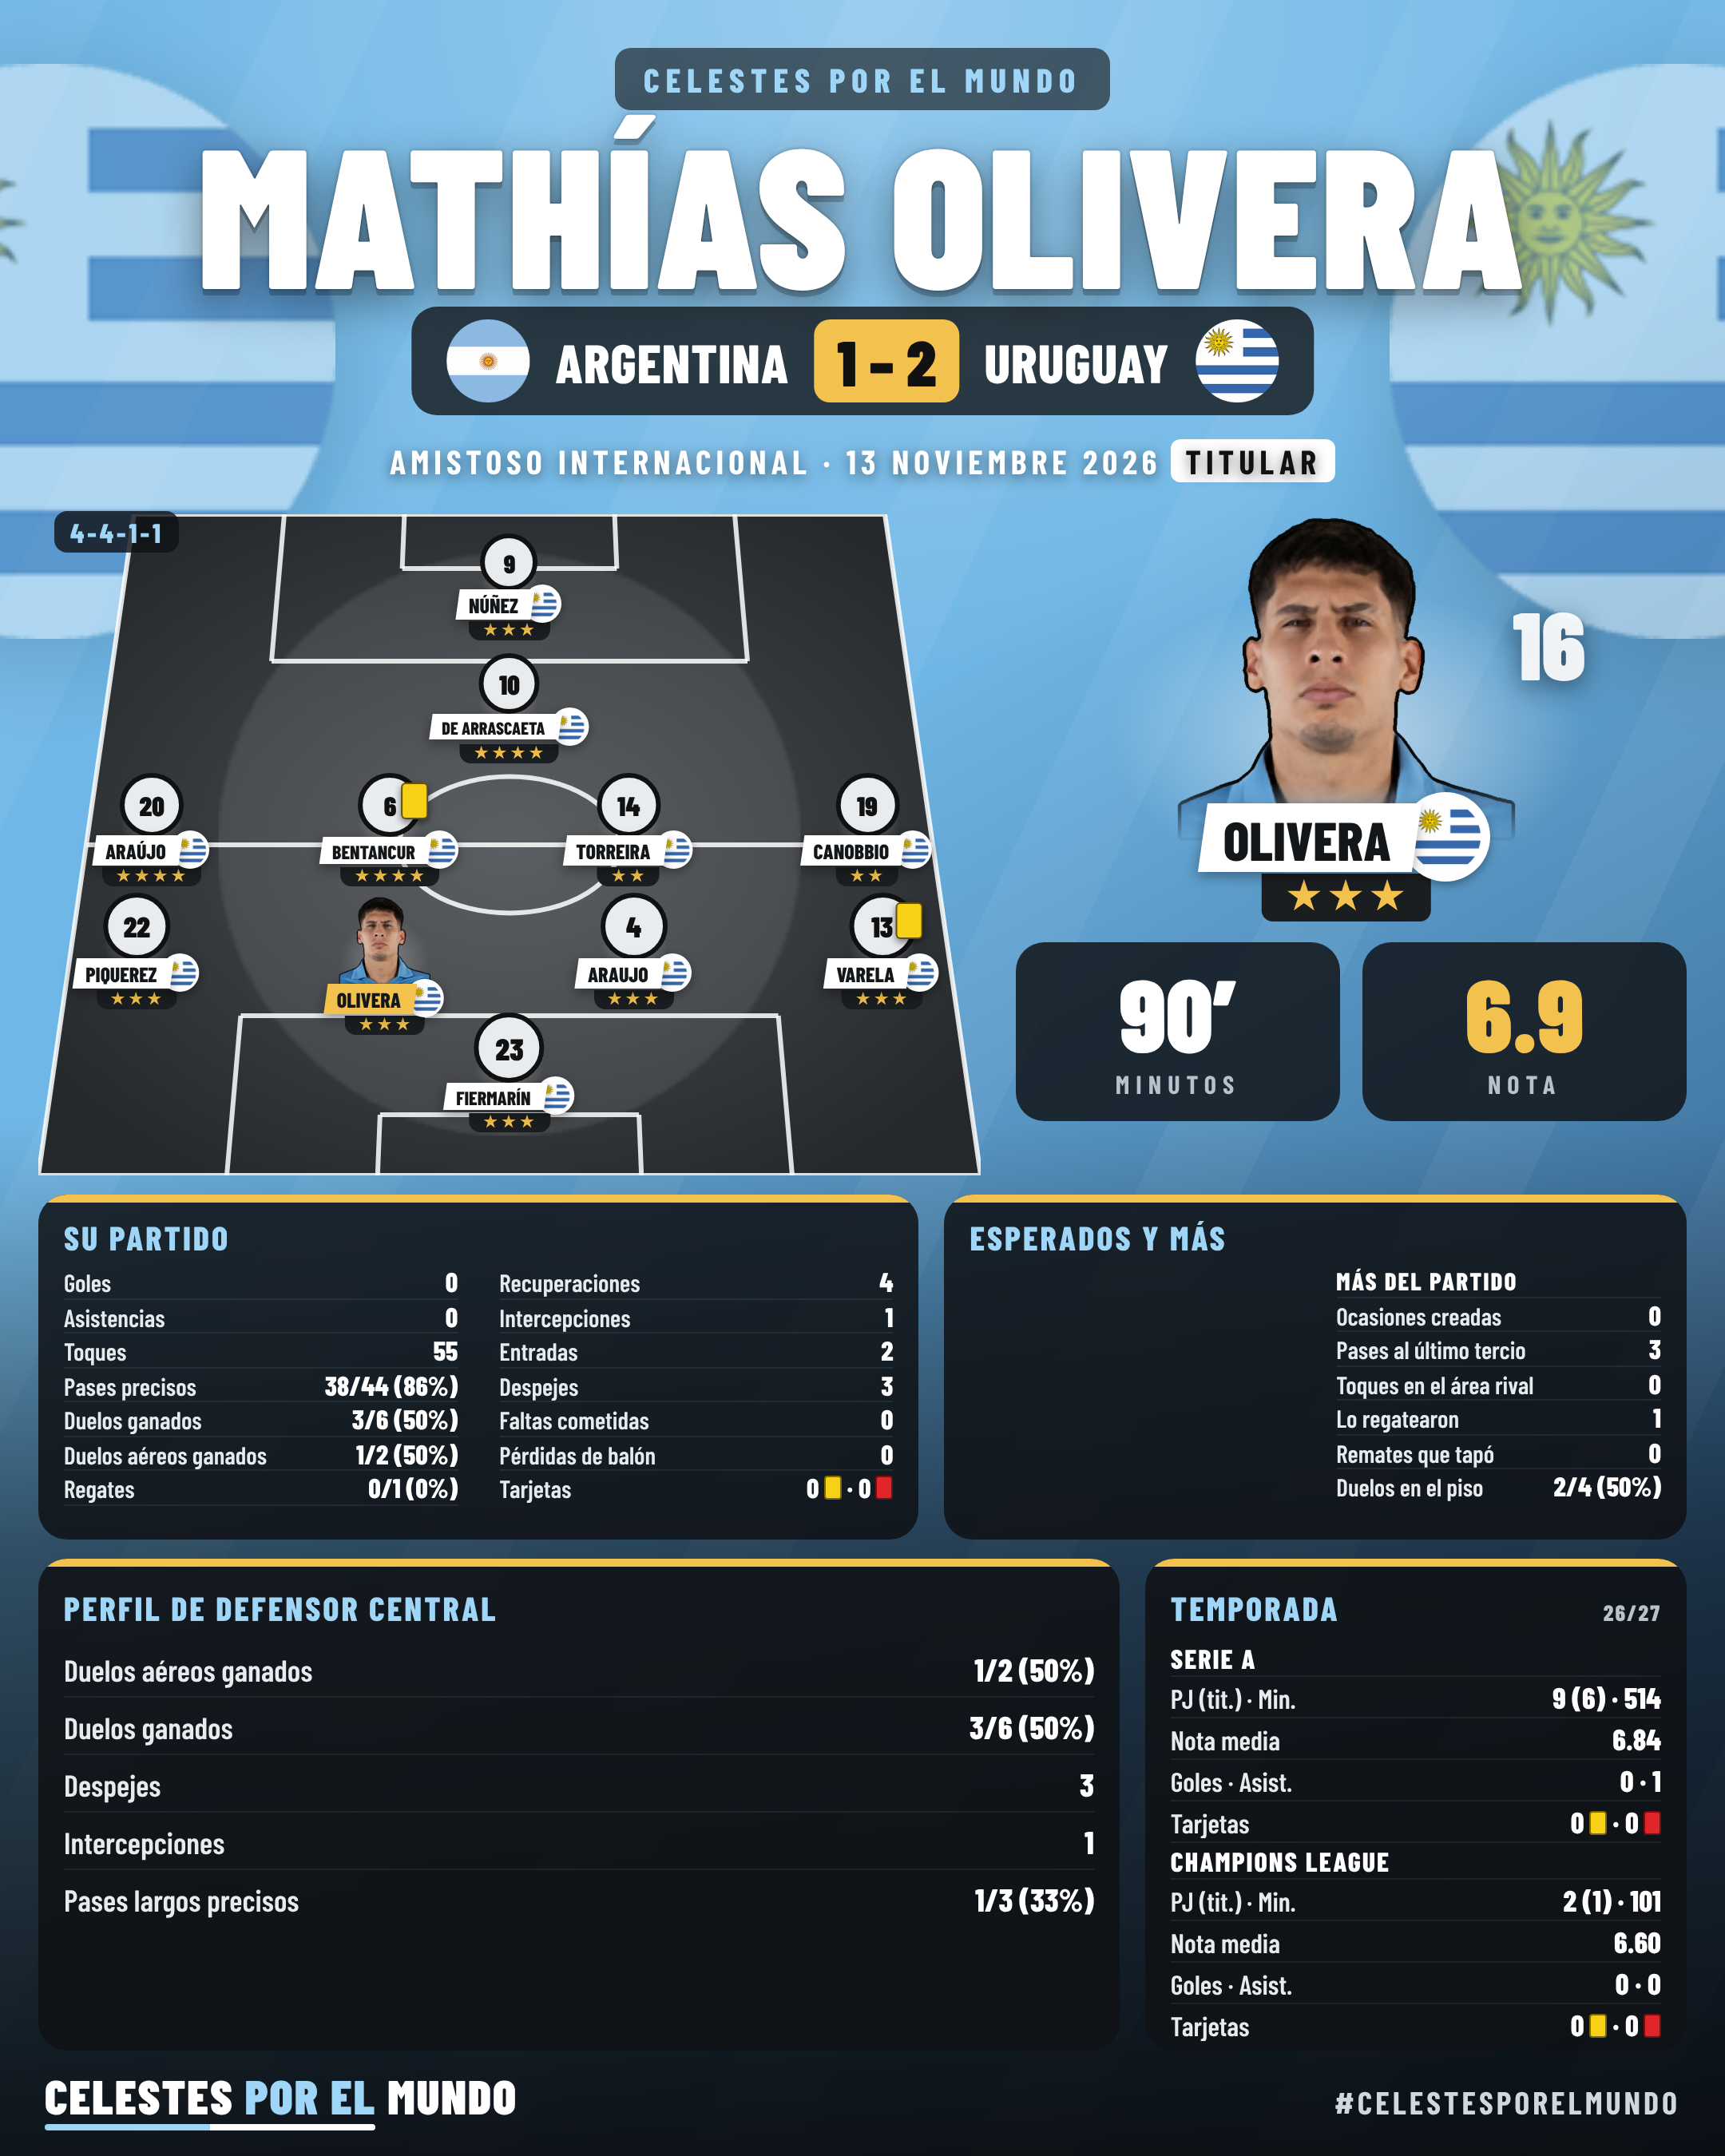 CELESTES POR EL MUNDO
MATHÍAS OLIVERA
ARGENTINA 1 - 2 URUGUAY
AMISTOSO INTERNACIONAL · 13 NOVIEMBRE 2026 TITULAR
4-4-1-1
9
NÚÑEZ
★★★
10
DE ARRASCAETA
★★★★
20
ARAÚJO
★★★★
6
BENTANCUR
★★★★
14
TORREIRA
★★
19
CANOBBIO
★★
22
PIQUEREZ
★★★
OLIVERA
★★★
4
ARAUJO
★★★
13
VARELA
★★★
23
FIERMARÍN
★★★
16
OLIVERA
★★★
90′
MINUTOS
6.9
NOTA
SU PARTIDO
Goles 0
Asistencias 0
Toques 55
Pases precisos 38/44 (86%)
Duelos ganados 3/6 (50%)
Duelos aéreos ganados 1/2 (50%)
Regates 0/1 (0%)
Recuperaciones 4
Intercepciones 1
Entradas 2
Despejes 3
Faltas cometidas 0
Pérdidas de balón 0
Tarjetas 0 · 0
ESPERADOS Y MÁS
MÁS DEL PARTIDO
Ocasiones creadas 0
Pases al último tercio 3
Toques en el área rival 0
Lo regatearon 1
Remates que tapó 0
Duelos en el piso 2/4 (50%)
PERFIL DE DEFENSOR CENTRAL
Duelos aéreos ganados 1/2 (50%)
Duelos ganados 3/6 (50%)
Despejes 3
Intercepciones 1
Pases largos precisos 1/3 (33%)
TEMPORADA 26/27
SERIE A
PJ (tit.) · Min. 9 (6) · 514
Nota media 6.84
Goles · Asist. 0 · 1
Tarjetas 0 · 0
CHAMPIONS LEAGUE
PJ (tit.) · Min. 2 (1) · 101
Nota media 6.60
Goles · Asist. 0 · 0
Tarjetas 0 · 0
CELESTES POR EL MUNDO
#CELESTESPORELMUNDO